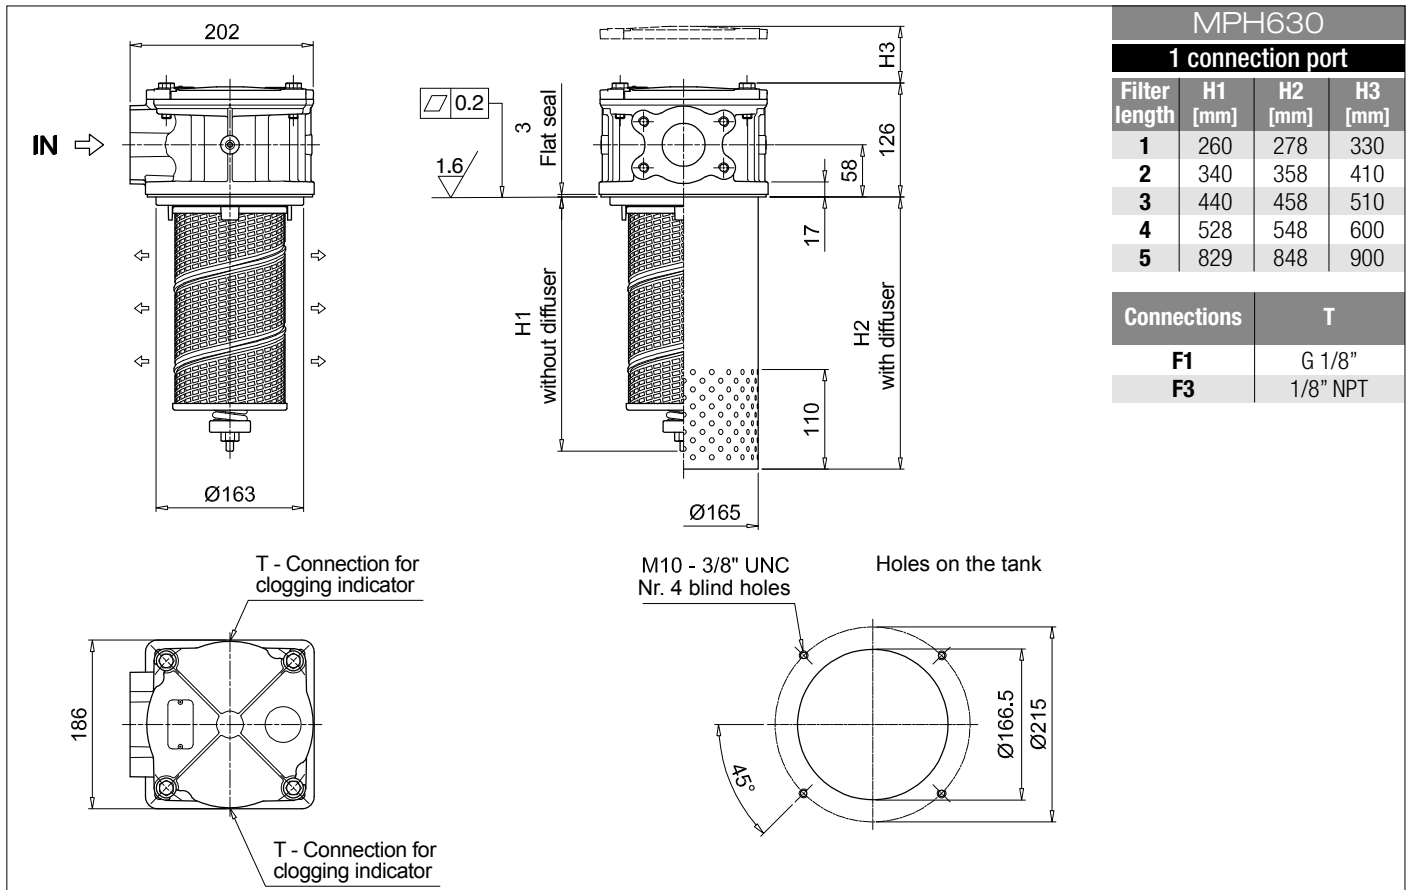 202
IN
Ø163
0.2
1.6
3
Flat seal
H1
without diffuser
H3
126
58
17
H2
with diffuser
110
Ø165
MPH630
1 connection port
Filter length H1 [mm] H2 [mm] H3 [mm]
1 260 278 330
2 340 358 410
3 440 458 510
4 528 548 600
5 829 848 900
Connections T
F1 G 1/8”
F3 1/8” NPT
T - Connection for
clogging indicator
186
T - Connection for
clogging indicator
M10 - 3/8" UNC
Nr. 4 blind holes
Holes on the tank
45°
Ø166.5
Ø215